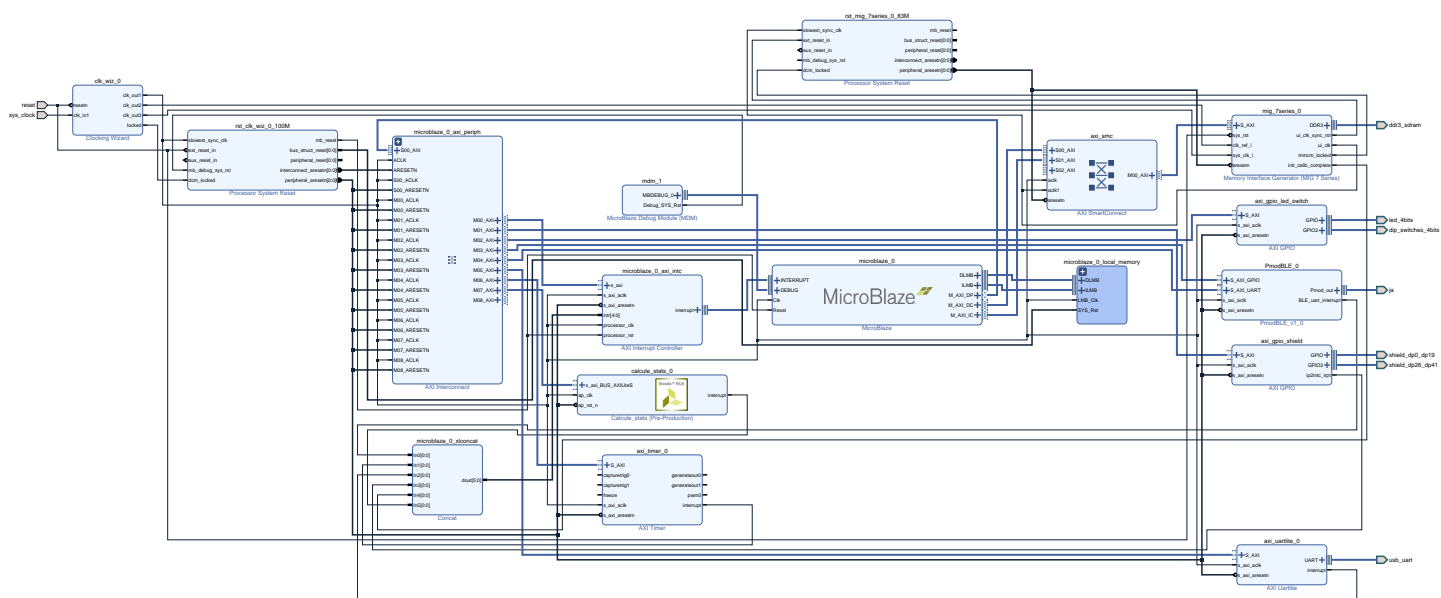 rst_mig_7series_0_83M
slowest_sync_clk
ext_reset_in
aux_reset_in
mb_debug_sys_rst
dcm_locked
mb_reset
bus_struct_reset[0:0]
peripheral_reset[0:0]
interconnect_aresetn[0:0]
peripheral_aresetn[0:0]
Processor System Reset
clk_wiz_0
reset
sys_clock
resetn
clk_in1
clk_out1
clk_out2
clk_out3
locked
Clocking Wizard
rst_clk_wiz_0_100M
slowest_sync_clk
ext_reset_in
aux_reset_in
mb_debug_sys_rst
dcm_locked
mb_reset
bus_struct_reset[0:0]
peripheral_reset[0:0]
interconnect_aresetn[0:0]
peripheral_aresetn[0:0]
Processor System Reset
microblaze_0_axi_periph
S00_AXI
ACLK
ARESETN
S00_ACLK
S00_ARESETN
M00_ACLK
M00_ARESETN
M01_ACLK
M01_ARESETN
M02_ACLK
M02_ARESETN
M03_ACLK
M03_ARESETN
M04_ACLK
M04_ARESETN
M05_ACLK
M05_ARESETN
M06_ACLK
M06_ARESETN
M07_ACLK
M07_ARESETN
M08_ACLK
M08_ARESETN
M00_AXI
M01_AXI
M02_AXI
M03_AXI
M04_AXI
M05_AXI
M06_AXI
M07_AXI
M08_AXI
AXI Interconnect
mdm_1
MBDEBUG_0
Debug_SYS_Rst
MicroBlaze Debug Module (MDM)
axi_smc
S00_AXI
S01_AXI
S02_AXI
aclk
aclk1
aresetn
M00_AXI
AXI SmartConnect
mig_7series_0
S_AXI
sys_rst
clk_ref_i
sys_clk_i
aresetn
DDR3
ui_clk_sync_rst
ui_clk
mmcm_locked
init_calib_complete
Memory Interface Generator (MIG 7 Series)
ddr3_sdram
axi_gpio_led_switch
S_AXI
s_axi_aclk
s_axi_aresetn
GPIO
GPIO2
AXI GPIO
led_4bits
dip_switches_4bits
microblaze_0_axi_intc
s_axi
s_axi_aclk
s_axi_aresetn
intr[4:0]
processor_clk
processor_rst
interrupt
AXI Interrupt Controller
microblaze_0
INTERRUPT
DEBUG
Clk
Reset
MicroBlaze
DLMB
ILMB
M_AXI_DP
M_AXI_DC
M_AXI_IC
MicroBlaze
microblaze_0_local_memory
DLMB
ILMB
LMB_Clk
SYS_Rst
PmodBLE_0
S_AXI_GPIO
S_AXI_UART
s_axi_aclk
s_axi_aresetn
Pmod_out
BLE_uart_interrupt
PmodBLE_v1_0
ja
axi_gpio_shield
S_AXI
s_axi_aclk
s_axi_aresetn
GPIO
GPIO2
ip2intc_irpt
AXI GPIO
shield_dp0_dp19
shield_dp26_dp41
calcule_stats_0
s_axi_BUS_AXILiteS
ap_clk
ap_rst_n
Vivado™ HLS
interrupt
Calcule_stats (Pre-Production)
microblaze_0_xlconcat
In0[0:0]
In1[0:0]
In2[0:0]
In3[0:0]
In4[0:0]
In5[0:0]
dout[5:0]
Concat
axi_timer_0
S_AXI
capturetrig0
capturetrig1
freeze
s_axi_aclk
s_axi_aresetn
generateout0
generateout1
pwm0
interrupt
AXI Timer
axi_uartlite_0
S_AXI
s_axi_aclk
s_axi_aresetn
UART
interrupt
AXI Uartlite
usb_uart